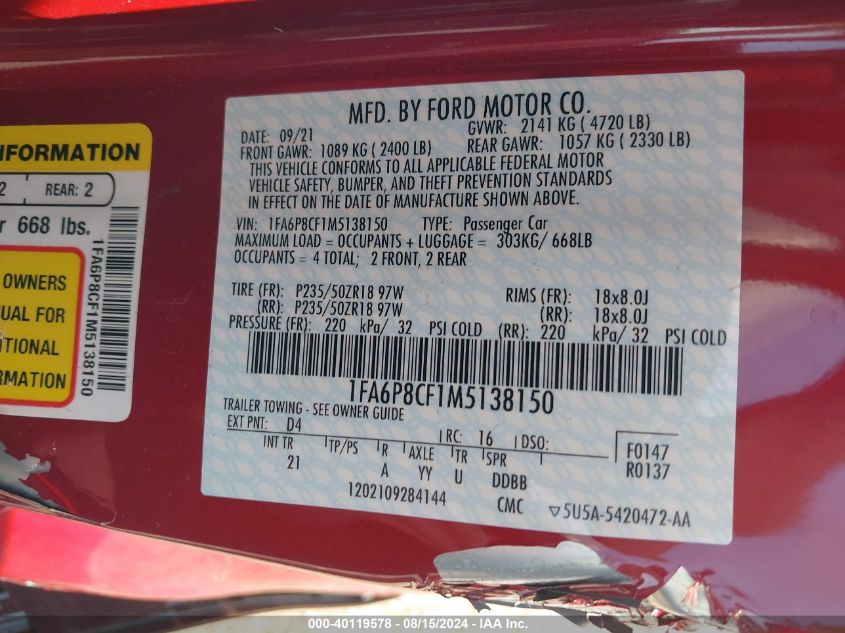 NFORMATION
2 REAR: 2
r 668 lbs.
OWNERS
UAL FOR
ITIONAL
RMATION
1FA6P8CF1M5138150
MFD. BY FORD MOTOR CO.
DATE: 09/21 GVWR: 2141 KG ( 4720 LB)
FRONT GAWR: 1089 KG ( 2400 LB) REAR GAWR: 1057 KG ( 2330 LB)
THIS VEHICLE CONFORMS TO ALL APPLICABLE FEDERAL MOTOR
VEHICLE SAFETY, BUMPER, AND THEFT PREVENTION STANDARDS
IN EFFECT ON THE DATE OF MANUFACTURE SHOWN ABOVE.
VIN: 1FA6P8CF1M5138150 TYPE: Passenger Car
MAXIMUM LOAD = OCCUPANTS + LUGGAGE = 303KG/ 668LB
OCCUPANTS = 4 TOTAL; 2 FRONT, 2 REAR
TIRE (FR): P235/50ZR18 97W RIMS (FR): 18x8.0J
(RR): P235/50ZR18 97W (RR): 18x8.0J
PRESSURE (FR): 220 kPa/ 32 PSI COLD (RR): 220 kPa/ 32 PSI COLD
1FA6P8CF1M5138150
TRAILER TOWING - SEE OWNER GUIDE
EXT PNT: D4 RC: 16 DSO: F0147
INT TR TP/PS R AXLE TR SPR R0137
21 A YY U DDBB
1202109284144 CMC ▽5U5A-5420472-AA
000-40119578 - 08/15/2024 - IAA Inc.